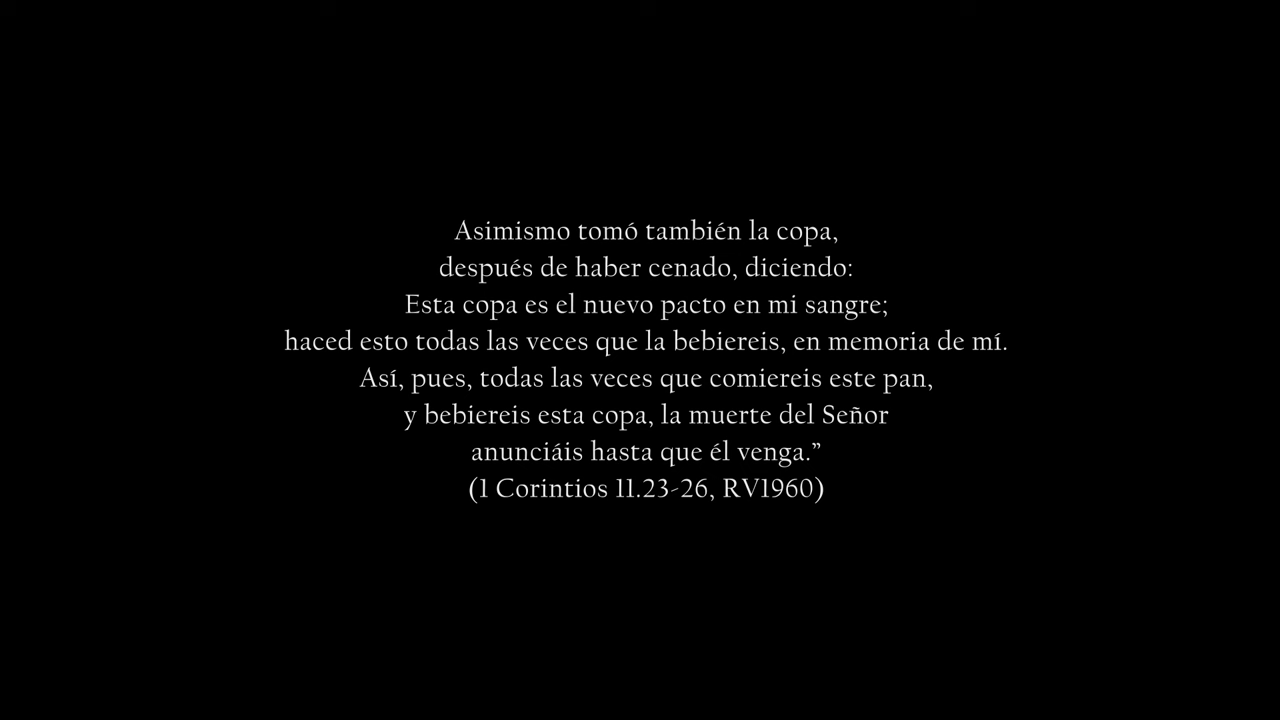 Asimismo tomó también la copa,
después de haber cenado, diciendo:
Esta copa es el nuevo pacto en mi sangre;
haced esto todas las veces que la bebiereis, en memoria de mí.
Así, pues, todas las veces que comiereis este pan,
y bebiereis esta copa, la muerte del Señor
anunciáis hasta que él venga.”
(1 Corintios 11.23-26, RV1960)